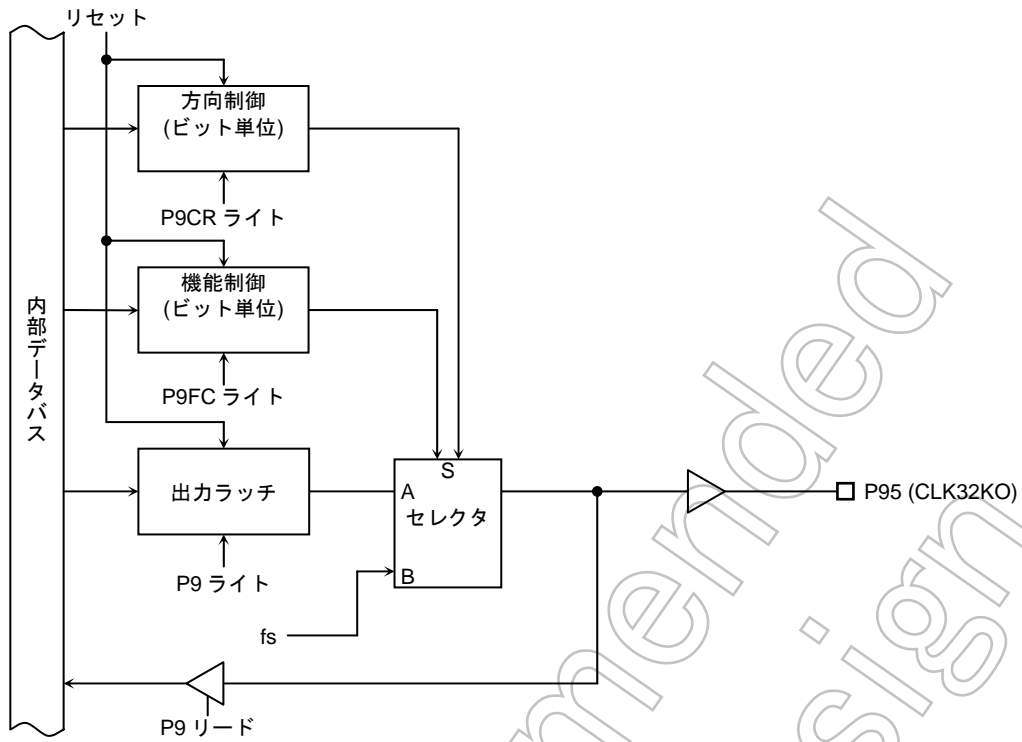 リセット
方向制御
(ビット単位)
P9CR ライト
機能制御
(ビット単位)
内部データバス
P9FC ライト
S
出力ラッチ
A
セレクタ
P95 (CLK32KO)
B
P9 ライト
fs
P9 リード
mended
sign